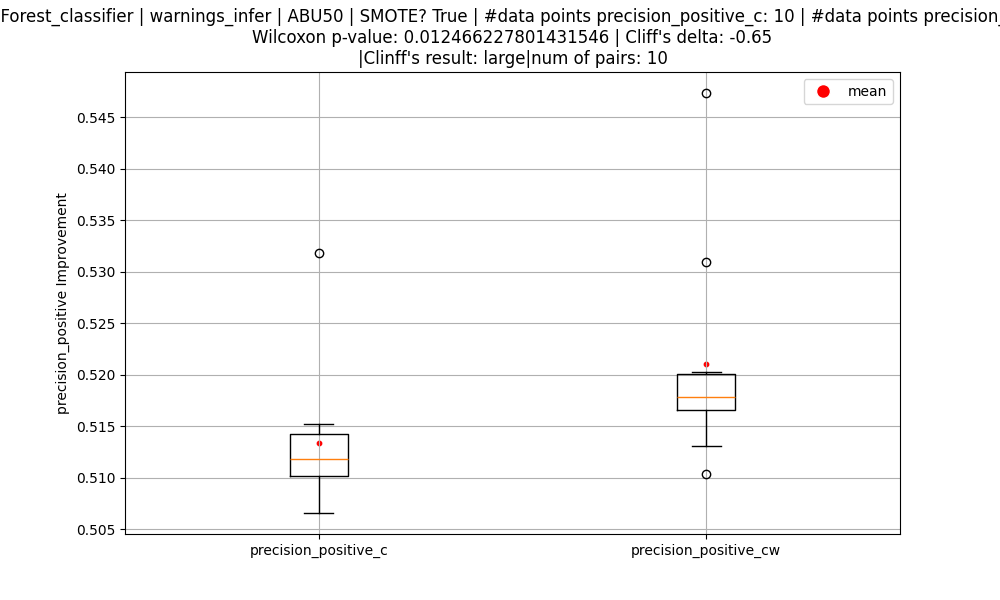 Forest_classifier | warnings_infer | ABU50 | SMOTE? True | #data points precision_positive_c: 10 | #data points precision_
Wilcoxon p-value: 0.012466227801431546 | Cliff's delta: -0.65
|Clinff's result: large|num of pairs: 10
mean
0.545
0.540
0.535
0.530
0.525
0.520
0.515
0.510
0.505
precision_positive Improvement
precision_positive_c
precision_positive_cw